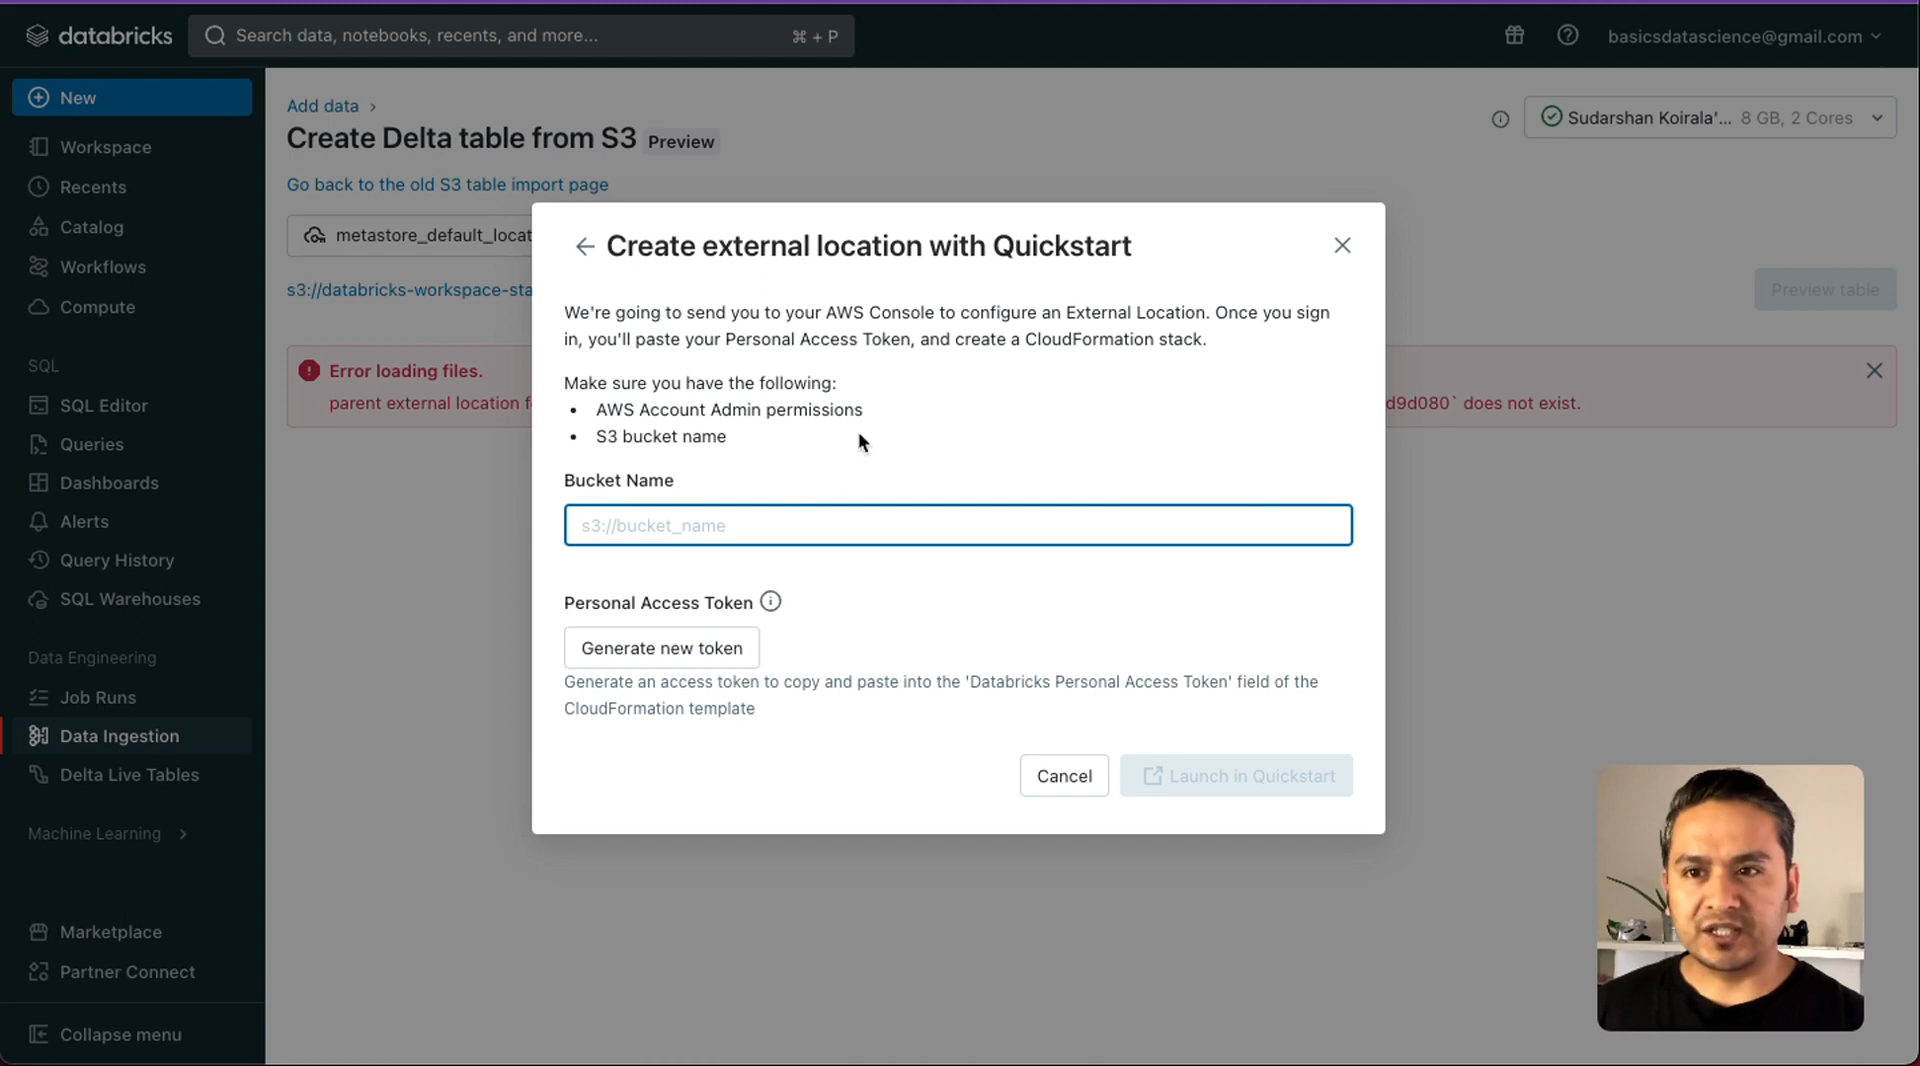 databricks
Search data, notebooks, recents, and more...
⌘ + P
basicsdatascience@gmail.com
New
Workspace
Recents
Catalog
Workflows
Compute
SQL
SQL Editor
Queries
Dashboards
Alerts
Query History
SQL Warehouses
Data Engineering
Job Runs
Data Ingestion
Delta Live Tables
Machine Learning
Marketplace
Partner Connect
Collapse menu
Add data
Create Delta table from S3 Preview
Sudarshan Koirala'... 8 GB, 2 Cores
Go back to the old S3 table import page
metastore_default_locat
s3://databricks-workspace-sta
Preview table
Error loading files.
parent external location f
d9d080` does not exist.
Create external location with Quickstart
We're going to send you to your AWS Console to configure an External Location. Once you sign
in, you'll paste your Personal Access Token, and create a CloudFormation stack.
Make sure you have the following:
• AWS Account Admin permissions
• S3 bucket name
Bucket Name
s3://bucket_name
Personal Access Token
Generate new token
Generate an access token to copy and paste into the 'Databricks Personal Access Token' field of the
CloudFormation template
Cancel
Launch in Quickstart